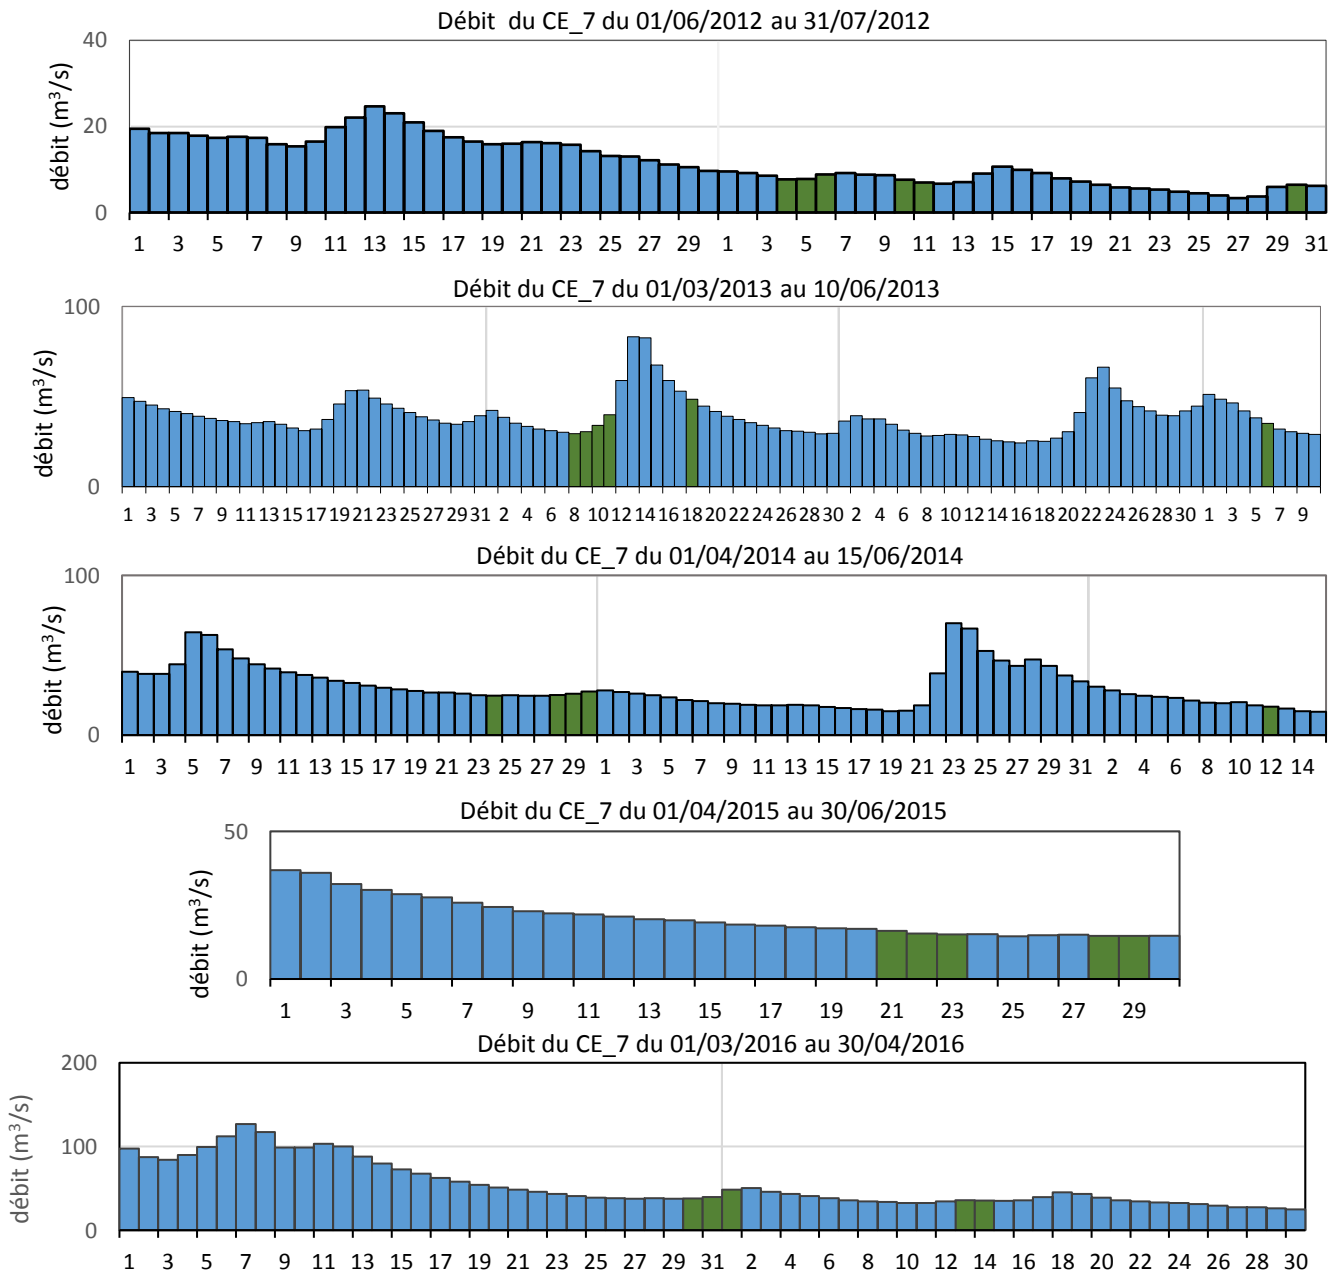 Débit  du CE_7 du 01/06/2012 au 31/07/2012
40
20
0
débit (m³/s)
1 3 5 7 9 11 13 15 17 19 21 23 25 27 29 1 3 5 7 9 11 13 15 17 19 21 23 25 27 29 31
Débit du CE_7 du 01/03/2013 au 10/06/2013
100
0
débit (m³/s)
1 3 5 7 9 11 13 15 17 19 21 23 25 27 29 31 2 4 6 8 10 12 14 16 18 20 22 24 26 28 30 2 4 6 8 10 12 14 16 18 20 22 24 26 28 30 1 3 5 7 9
Débit du CE_7 du 01/04/2014 au 15/06/2014
100
0
débit (m³/s)
1 3 5 7 9 11 13 15 17 19 21 23 25 27 29 1 3 5 7 9 11 13 15 17 19 21 23 25 27 29 31 2 4 6 8 10 12 14
Débit du CE_7 du 01/04/2015 au 30/06/2015
50
0
débit (m³/s)
1 3 5 7 9 11 13 15 17 19 21 23 25 27 29
Débit du CE_7 du 01/03/2016 au 30/04/2016
200
100
0
débit (m³/s)
1 3 5 7 9 11 13 15 17 19 21 23 25 27 29 31 2 4 6 8 10 12 14 16 18 20 22 24 26 28 30